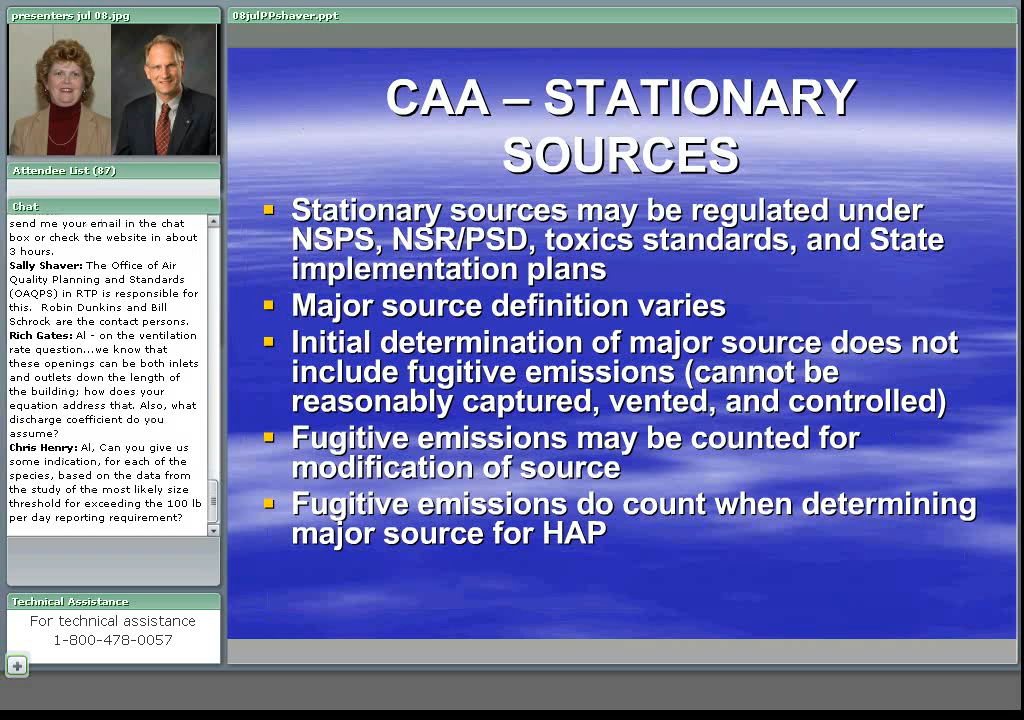 presenters jul 08.jpg
Attendee List (87)
Chat
send me your email in the chat
box or check the website in about
3 hours.
Sally Shaver: The Office of Air
Quality Planning and Standards
(OAQPS) in RTP is responsible for
this.  Robin Dunkins and Bill
Schrock are the contact persons.
Rich Gates: Al - on the ventilation
rate question...we know that
these openings can be both inlets
and outlets down the length of
the building; how does your
equation address that. Also, what
discharge coefficient do you
assume?
Chris Henry: Al, Can you give us
some indication, for each of the
species, based on the data from
the study of the most likely size
threshold for exceeding the 100 lb
per day reporting requirement?
Technical Assistance
For technical assistance
1-800-478-0057
08julPPshaver.ppt
CAA – STATIONARY
SOURCES
Stationary sources may be regulated under
NSPS, NSR/PSD, toxics standards, and State
implementation plans
Major source definition varies
Initial determination of major source does not
include fugitive emissions (cannot be
reasonably captured, vented, and controlled)
Fugitive emissions may be counted for
modification of source
Fugitive emissions do count when determining
major source for HAP